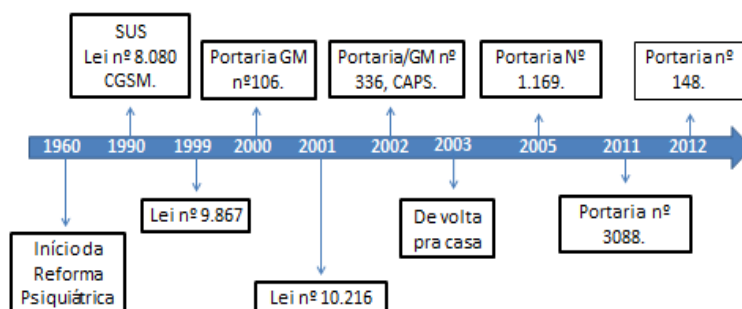 SUS
Lei nº 8.080
CGSM.
Portaria GM
nº106.
Portaria/GM nº
336, CAPS.
Portaria Nº
1.169.
Portaria nº
148.
1960 1990 1999 2000 2001 2002 2003 2005 2011 2012
Início da
Reforma
Psiquiátrica
Lei nº 9.867
Lei nº 10.216
De volta
pra casa
Portaria nº
3088.